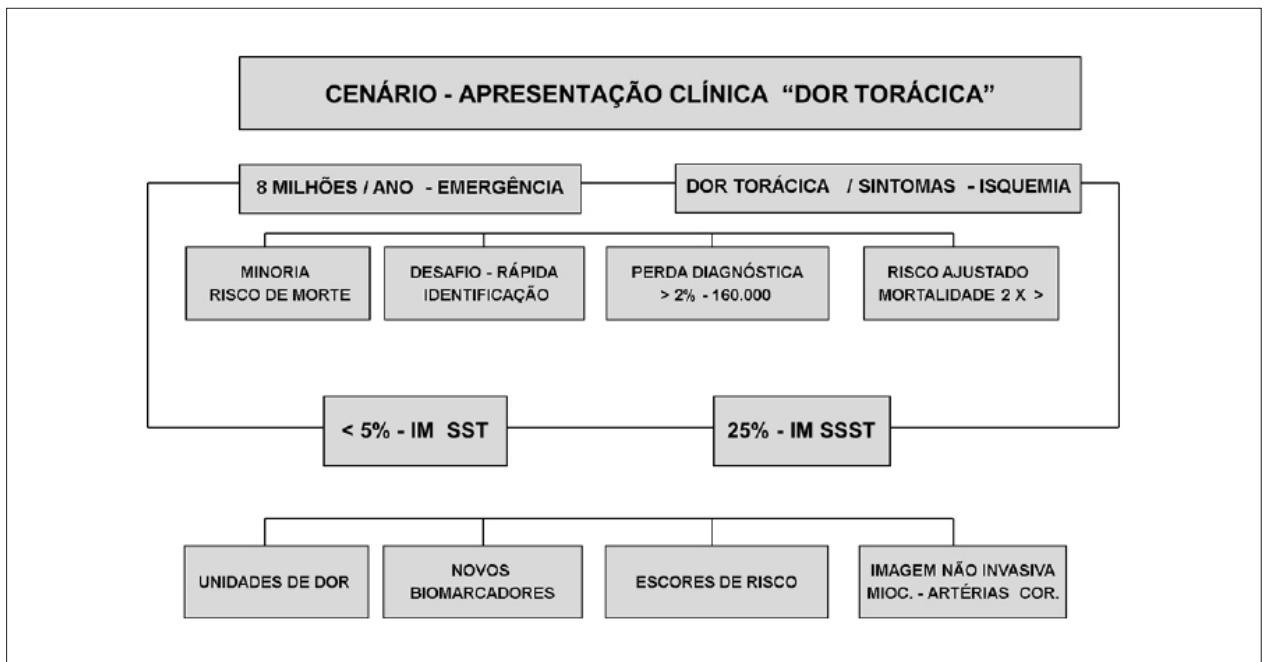 CENÁRIO - APRESENTAÇÃO CLÍNICA “DOR TORÁCICA”
8 MILHÕES / ANO - EMERGÊNCIA
DOR TORÁCICA / SINTOMAS - ISQUEMIA
MINORIA
RISCO DE MORTE
DESAFIO - RÁPIDA
IDENTIFICAÇÃO
PERDA DIAGNÓSTICA
> 2% - 160.000
RISCO AJUSTADO
MORTALIDADE 2 X >
< 5% - IM SST
25% - IM SSST
UNIDADES DE DOR
NOVOS
BIOMARCADORES
ESCORES DE RISCO
IMAGEM NÃO INVASIVA
MIOC. - ARTÉRIAS COR.